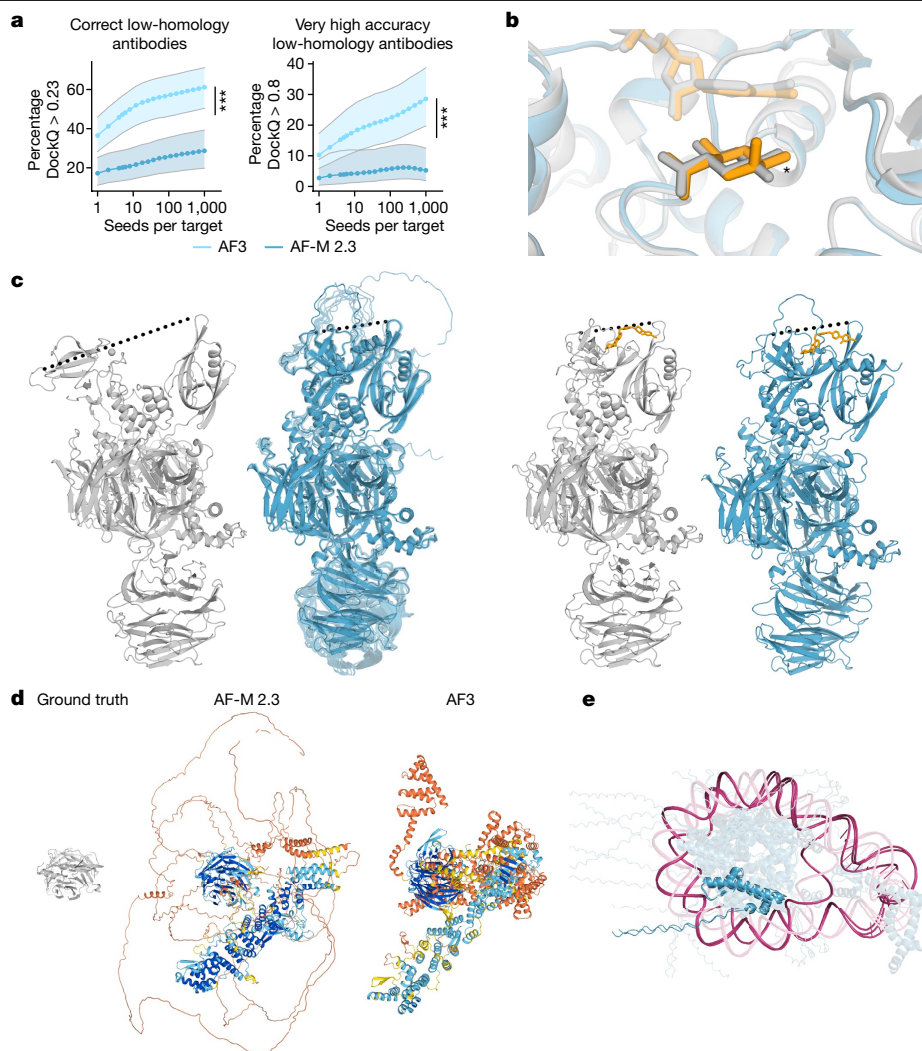 a
Correct low-homology
antibodies
Percentage
DockQ > 0.23
60
40
20
1
10
100
1,000
Seeds per target
***
Very high accuracy
low-homology antibodies
Percentage
DockQ > 0.8
40
30
20
10
0
1
10
100
1,000
Seeds per target
***
AF3
AF-M 2.3
b
*
c
d
Ground truth
AF-M 2.3
AF3
e